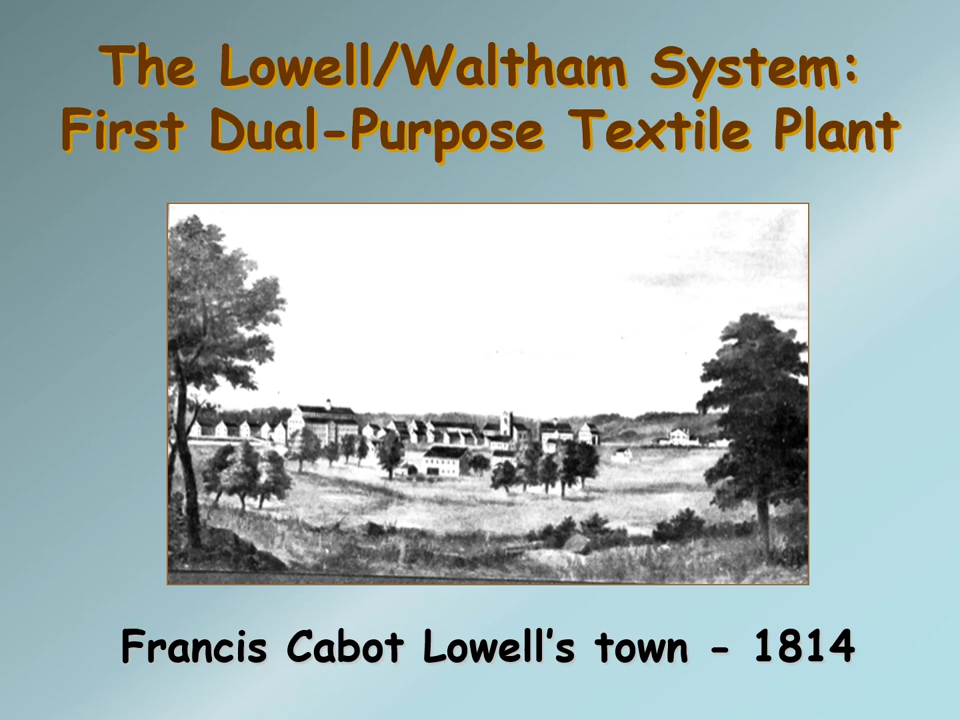 The Lowell/Waltham System:
First Dual-Purpose Textile Plant
Francis Cabot Lowell’s town - 1814